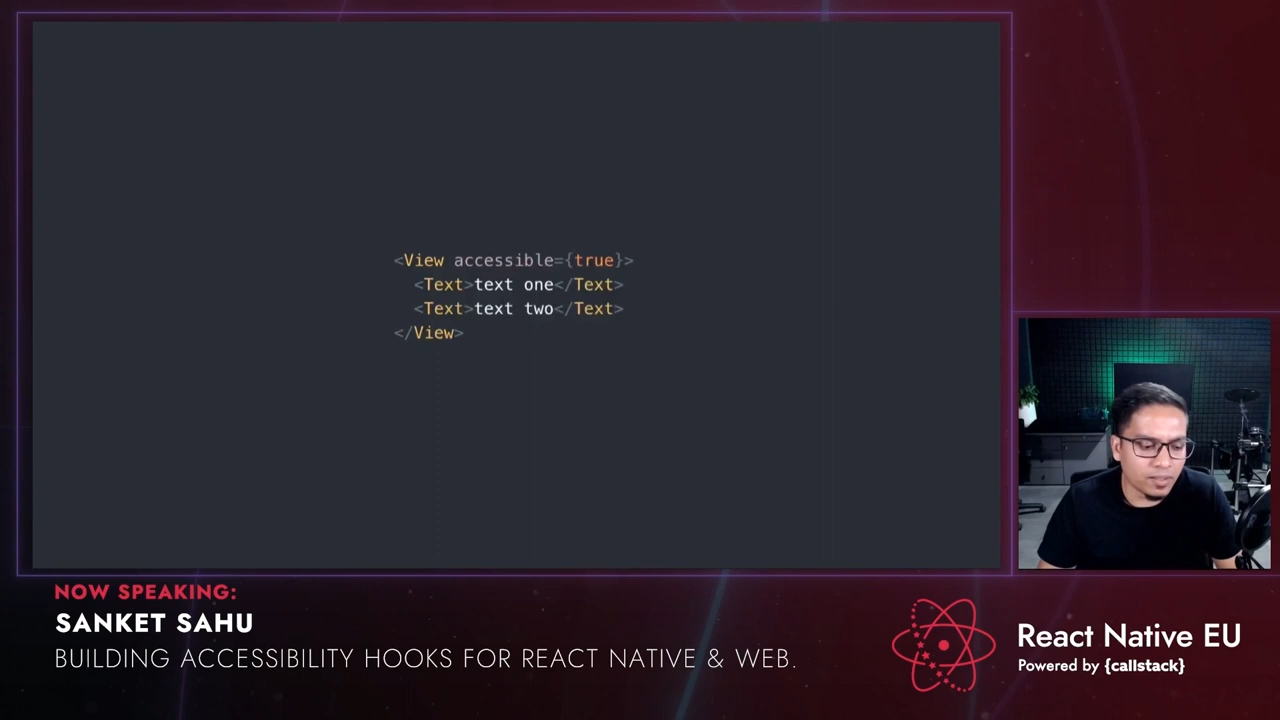 <View accessible={true}>
<Text>text one</Text>
<Text>text two</Text>
</View>
NOW SPEAKING:
SANKET SAHU
BUILDING ACCESSIBILITY HOOKS FOR REACT NATIVE & WEB.
React Native EU
Powered by {callstack}